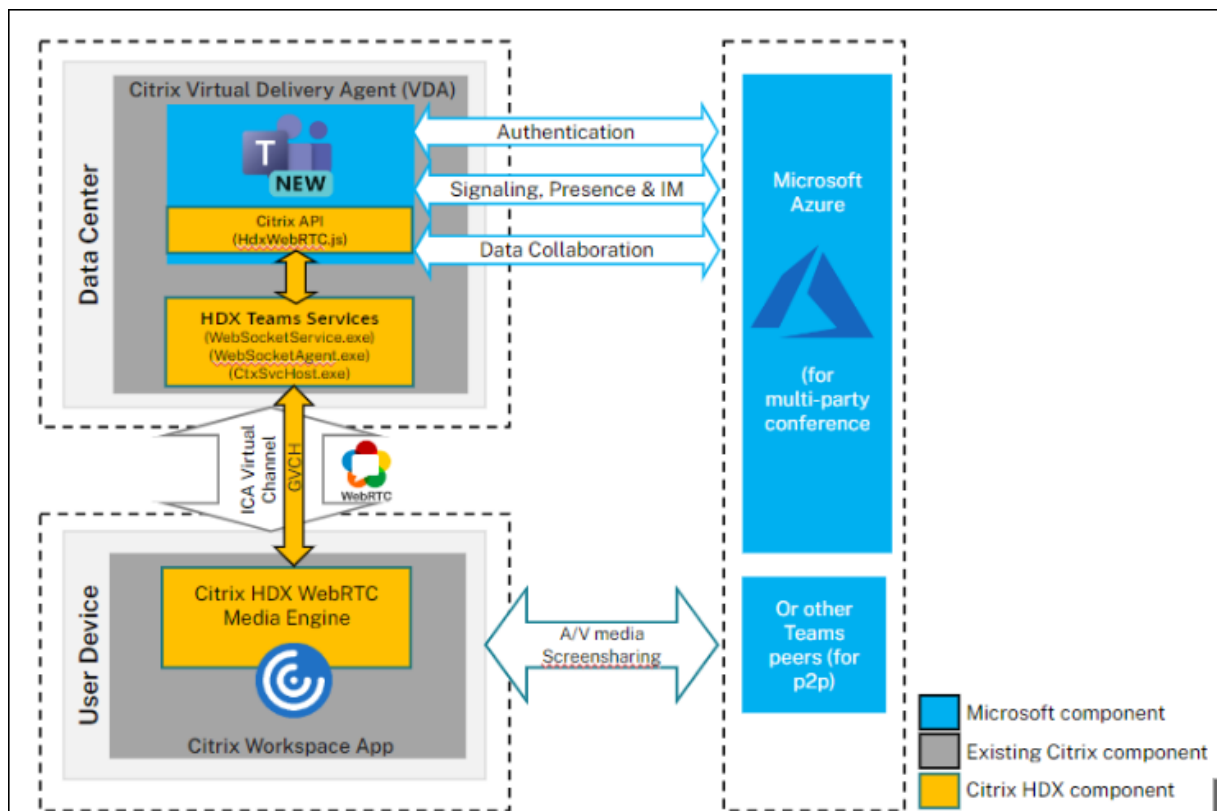 Data Center
Citrix Virtual Delivery Agent (VDA)
T
NEW
Citrix API
(HdxWebRTC.js)
HDX Teams Services
(WebSocketService.exe)
(WebSocketAgent.exe)
(CtxSvcHost.exe)
Authentication
Signaling, Presence & IM
Data Collaboration
Microsoft
Azure
(for
multi-party
conference
ICA Virtual
Channel
GVCH
WebRTC
User Device
Citrix HDX WebRTC
Media Engine
Citrix Workspace App
A/V media
Screensharing
Or other
Teams
peers (for
p2p)
Microsoft component
Existing Citrix component
Citrix HDX component